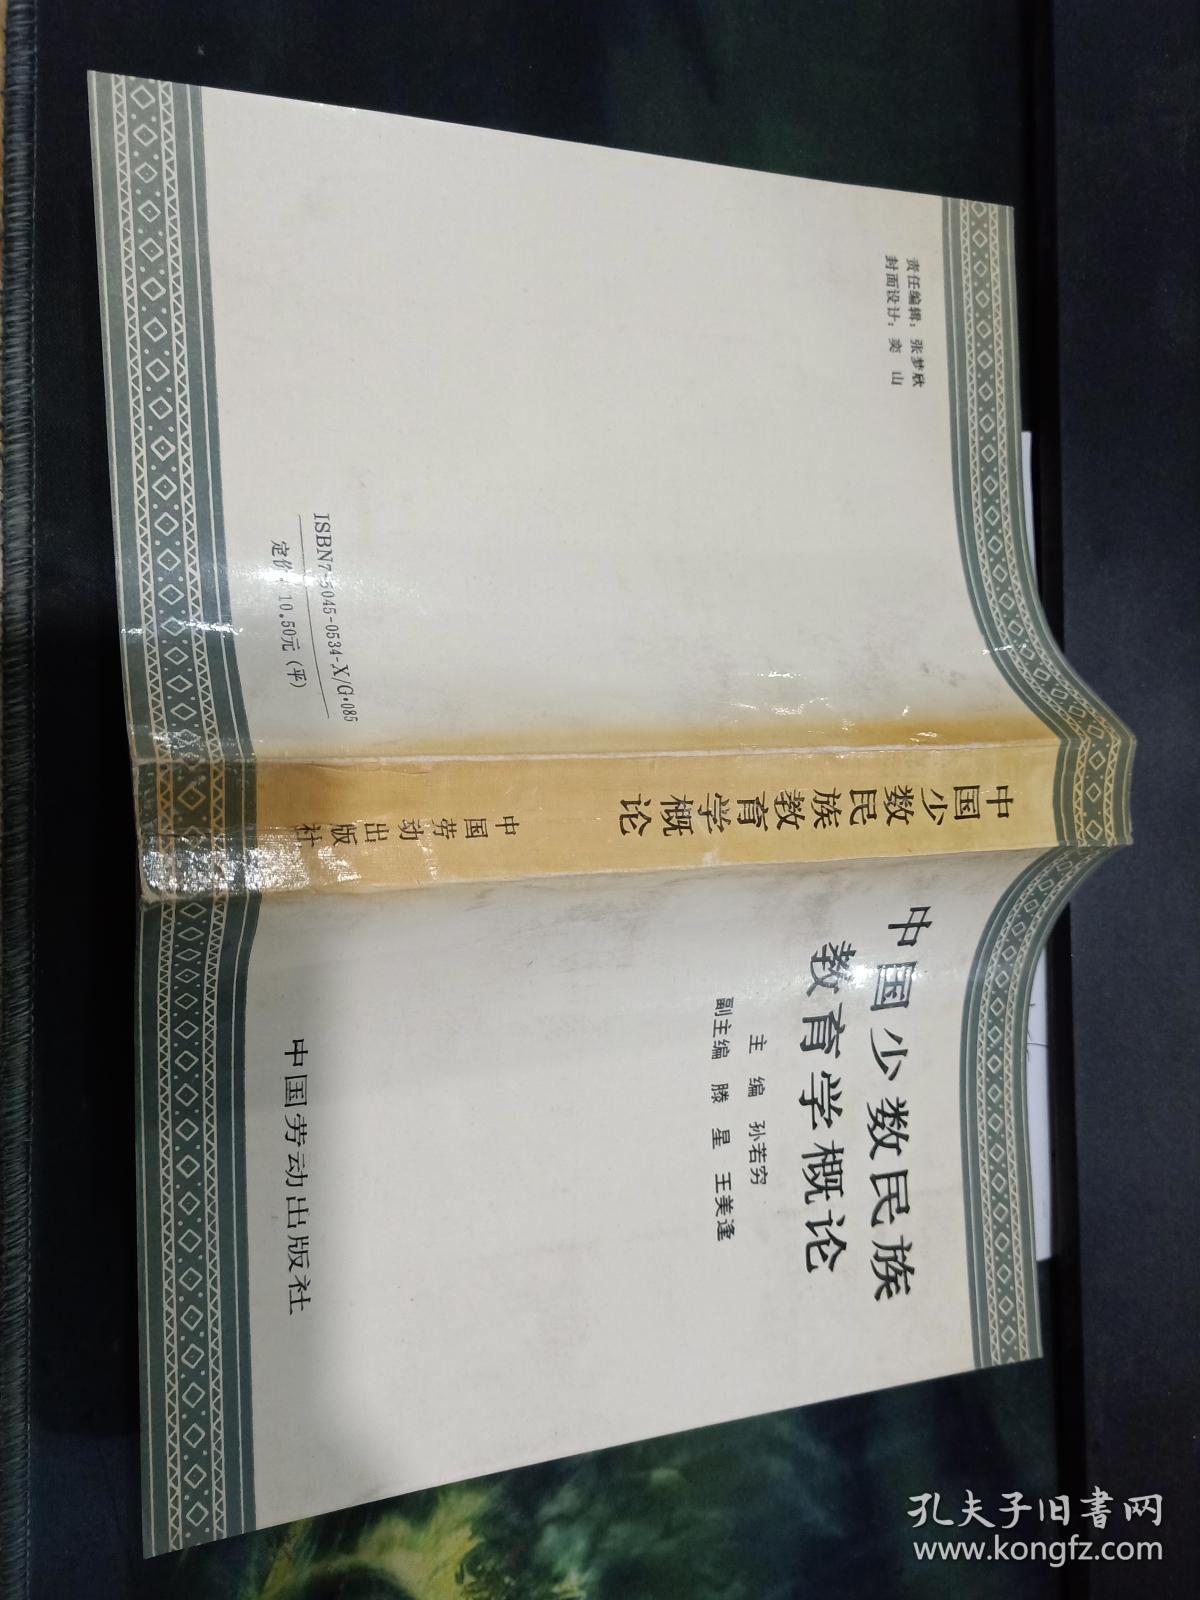 中国少数民族
教育学概论
主 编 孙若穷
副主编 滕 星 王美逢
中国劳动出版社
中国少数民族教育学概论
中国劳动出版社
责任编辑：张梦欣
封面设计：奕 山
ISBN7-5045-0534-X/G·085
定价：10.50元（平）
孔夫子旧书网
www.kongfz.com